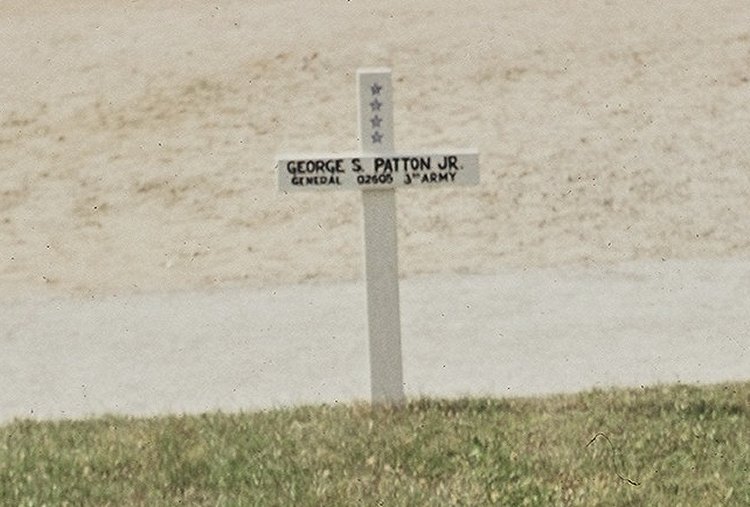 GEORGE S. PATTON JR.
GENERAL 02605 3RD ARMY